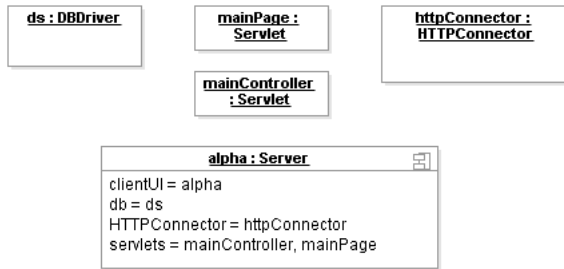 ds : DBDriver
mainPage :
Servlet
httpConnector :
HTTPConnector
mainController
: Servlet
alpha : Server
clientUI = alpha
db = ds
HTTPConnector = httpConnector
servlets = mainController, mainPage